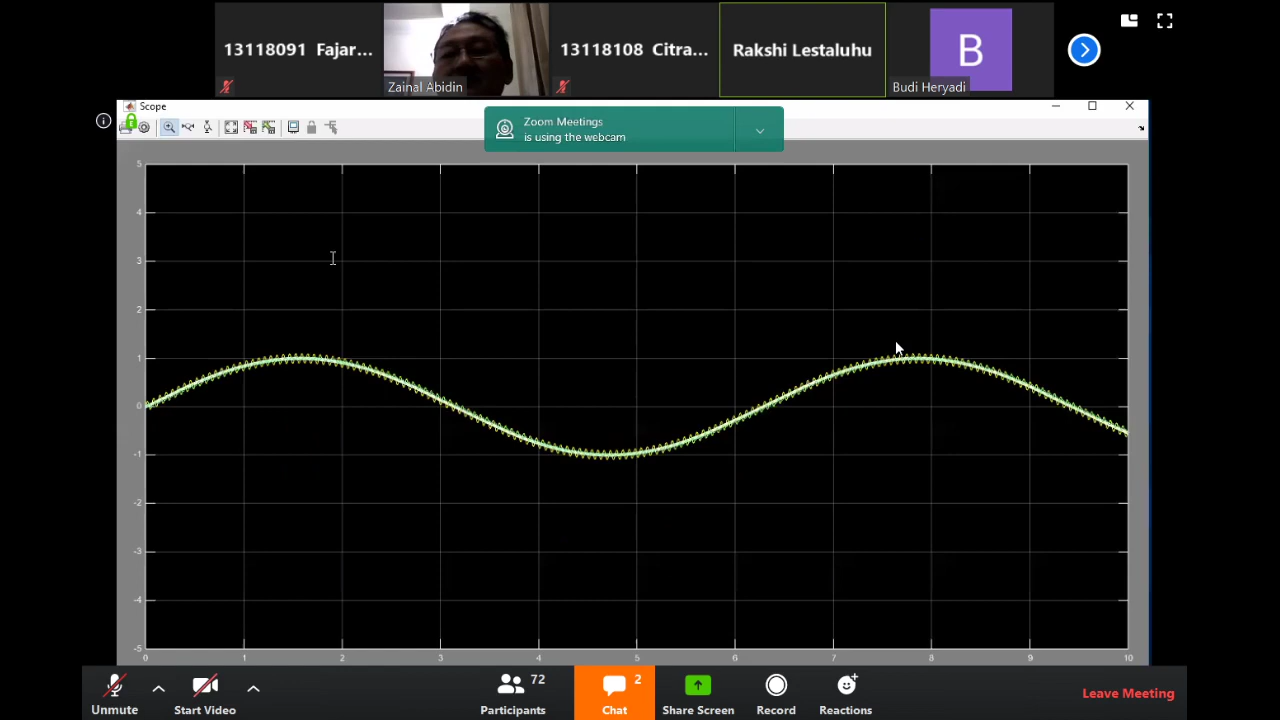 13118091 Fajar...
Zainal Abidin
13118108 Citra...
Rakshi Lestaluhu
B
Budi Heryadi
Scope
Zoom Meetings
is using the webcam
5
4
3
2
1
0
-1
-2
-3
-4
-5
0 1 2 3 4 5 6 7 8 9 10
Unmute
Start Video
72
Participants
2
Chat
Share Screen
Record
Reactions
Leave Meeting